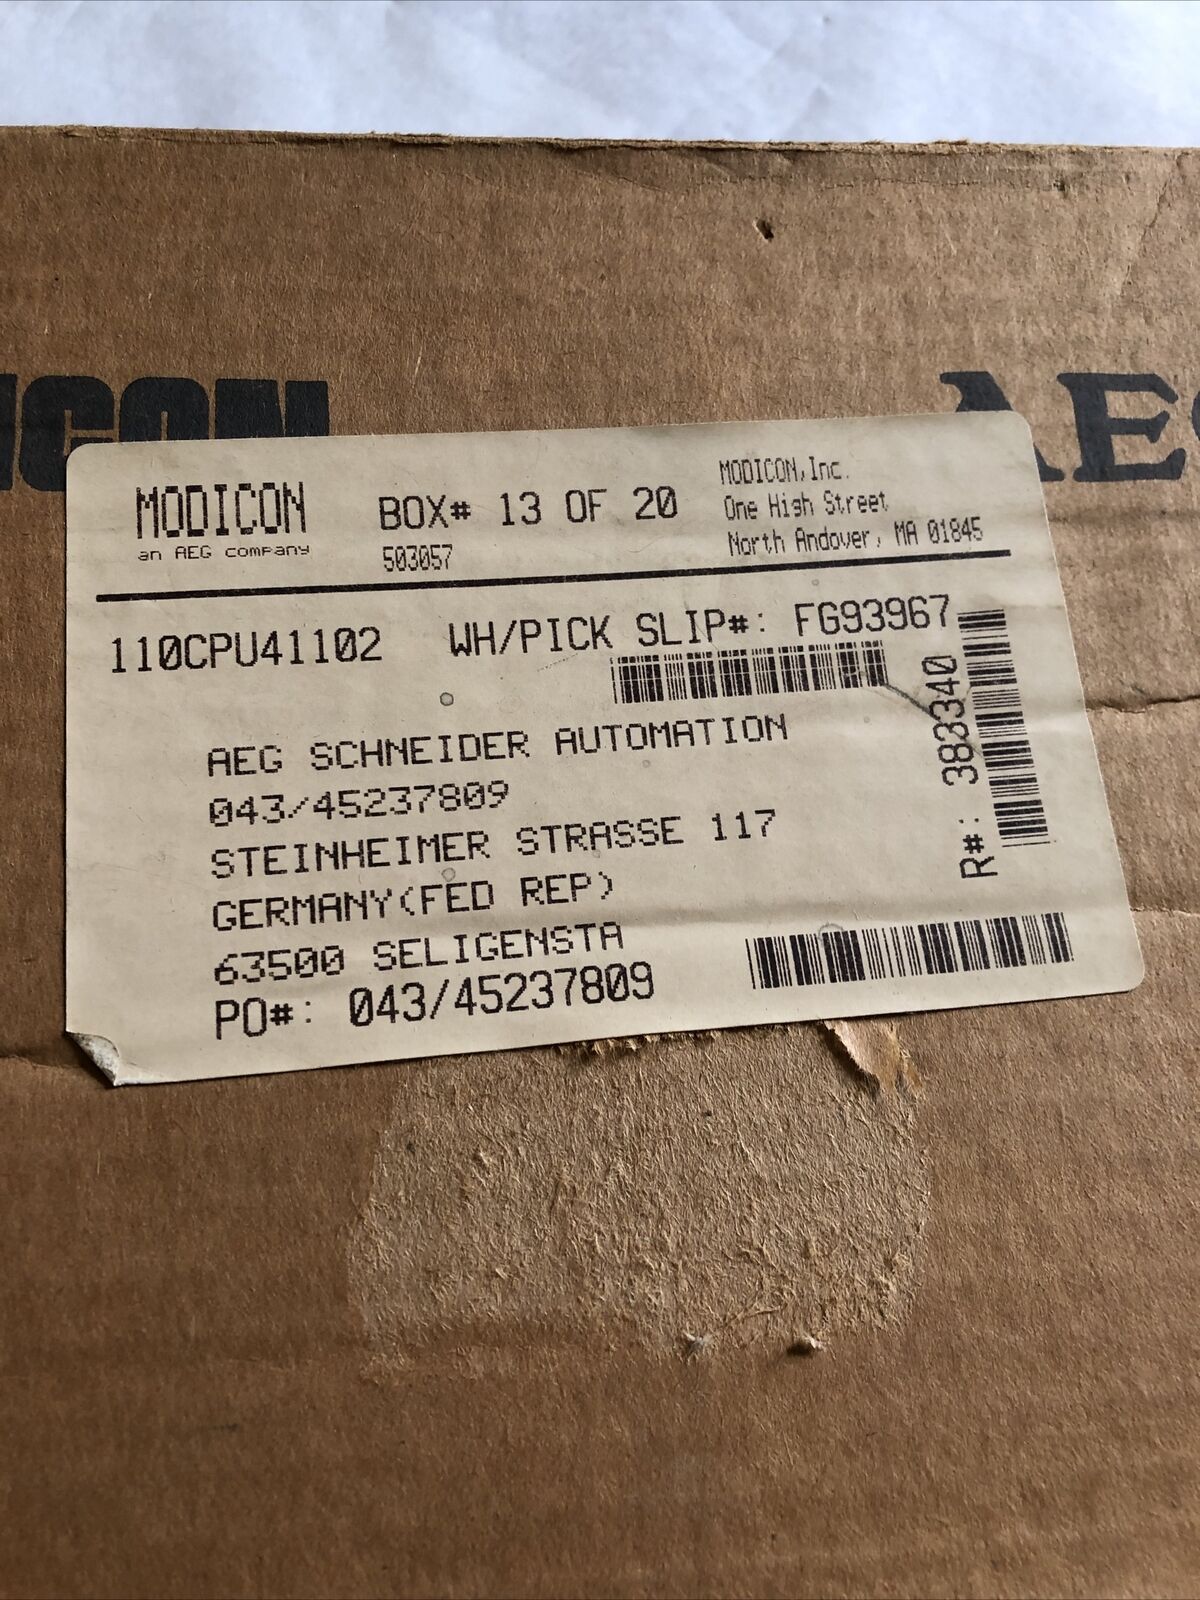 ICON
AE
MODICON
an AEG company
BOX# 13 OF 20
503057
MODICON,Inc.
One High Street
North Andover, MA 01845
110CPU41102 WH/PICK SLIP#: FG93967
R#: 383340
AEG SCHNEIDER AUTOMATION
043/45237809
STEINHEIMER STRASSE 117
GERMANY(FED REP)
63500 SELIGENSTA
PO#: 043/45237809